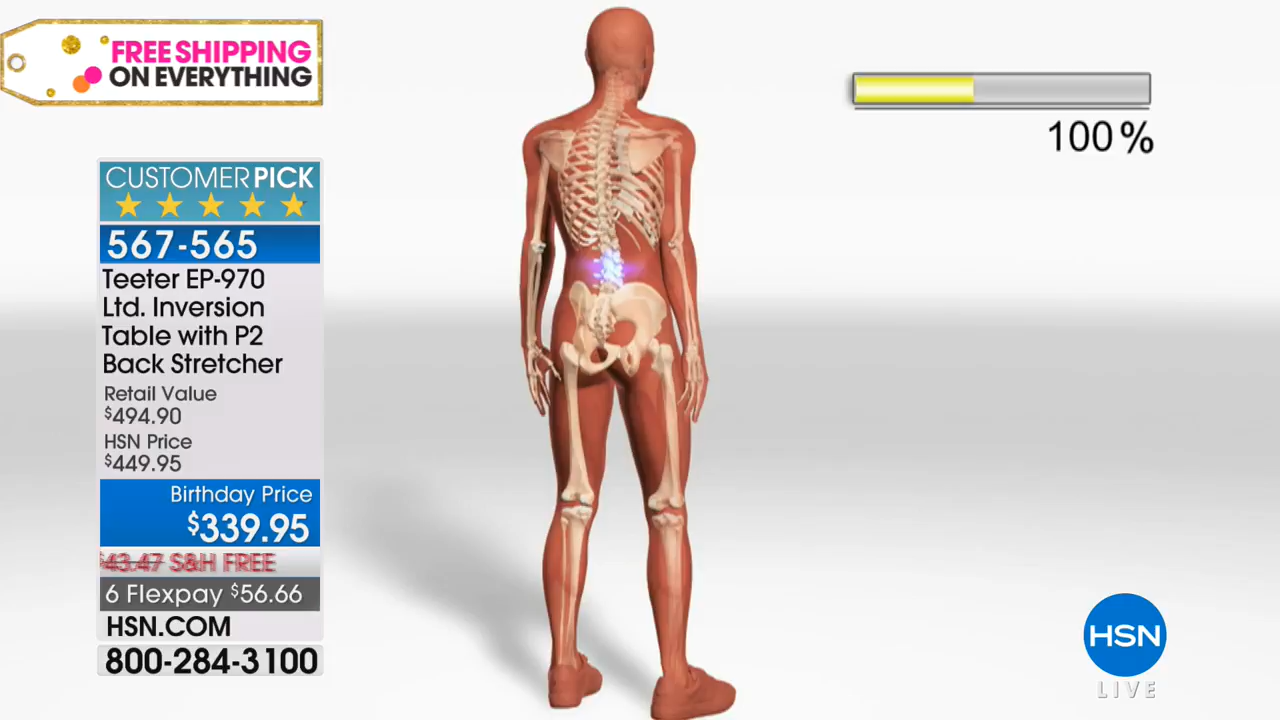 FREE SHIPPING
ON EVERYTHING
CUSTOMER PICK
567-565
Teeter EP-970
Ltd. Inversion
Table with P2
Back Stretcher
Retail Value
$494.90
HSN Price
$449.95
Birthday Price
$339.95
$43.47 S&H FREE
6 Flexpay $56.66
HSN.COM
800-284-3100
100%
HSN
LIVE